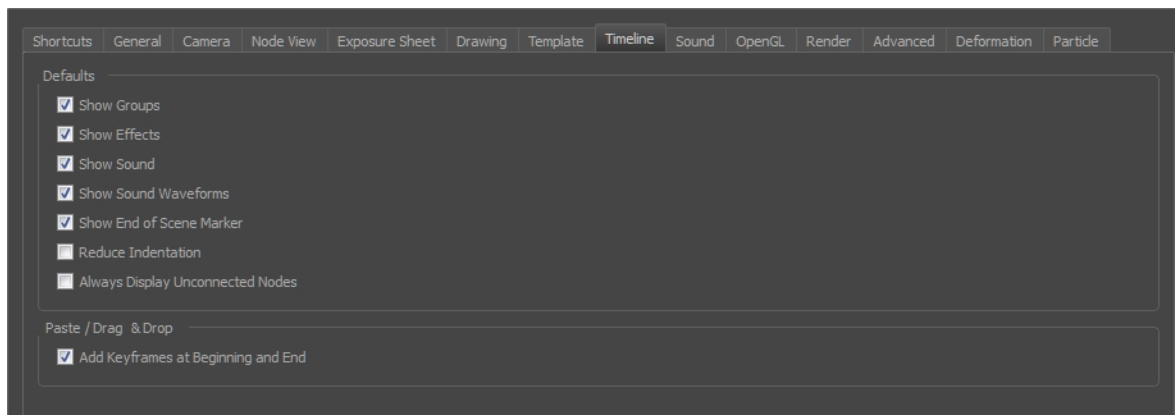 Shortcuts General Camera Node View Exposure Sheet Drawing Template Timeline Sound OpenGL Render Advanced Deformation Particle
Defaults
Show Groups
Show Effects
Show Sound
Show Sound Waveforms
Show End of Scene Marker
Reduce Indentation
Always Display Unconnected Nodes
Paste / Drag & Drop
Add Keyframes at Beginning and End